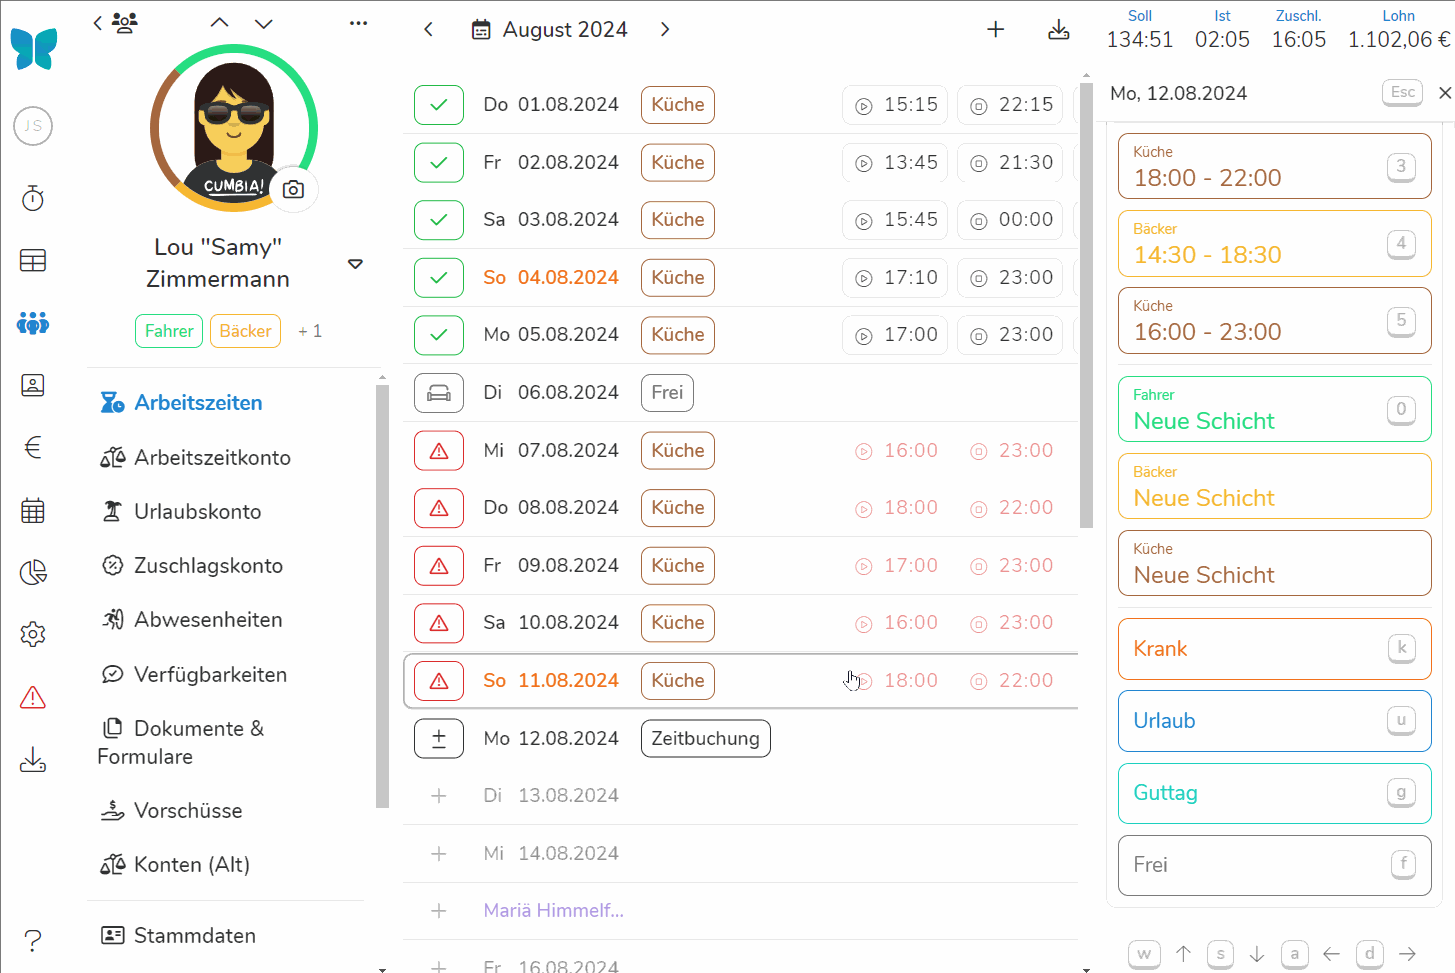 JS
?
CUMBIA!
Lou "Samy"
Zimmermann
Fahrer
Bäcker
+ 1
Arbeitszeiten
Arbeitszeitkonto
Urlaubskonto
Zuschlagskonto
Abwesenheiten
Verfügbarkeiten
Dokumente &
Formulare
Vorschüsse
Konten (Alt)
Stammdaten
August 2024
Do 01.08.2024 Küche 15:15 22:15
Fr 02.08.2024 Küche 13:45 21:30
Sa 03.08.2024 Küche 15:45 00:00
So 04.08.2024 Küche 17:10 23:00
Mo 05.08.2024 Küche 17:00 23:00
Di 06.08.2024 Frei
Mi 07.08.2024 Küche 16:00 23:00
Do 08.08.2024 Küche 18:00 22:00
Fr 09.08.2024 Küche 17:00 23:00
Sa 10.08.2024 Küche 16:00 23:00
So 11.08.2024 Küche 18:00 22:00
Mo 12.08.2024 Zeitbuchung
Di 13.08.2024
Mi 14.08.2024
Mariä Himmelf...
Fr 16.08.2024
Soll Ist Zuschl. Lohn
134:51 02:05 16:05 1.102,06 €
Mo, 12.08.2024 Esc
Küche
18:00 - 22:00 3
Bäcker
14:30 - 18:30 4
Küche
16:00 - 23:00 5
Fahrer
Neue Schicht 0
Bäcker
Neue Schicht
Küche
Neue Schicht
Krank k
Urlaub u
Guttag g
Frei f
w ↑ s ↓ a ← d →